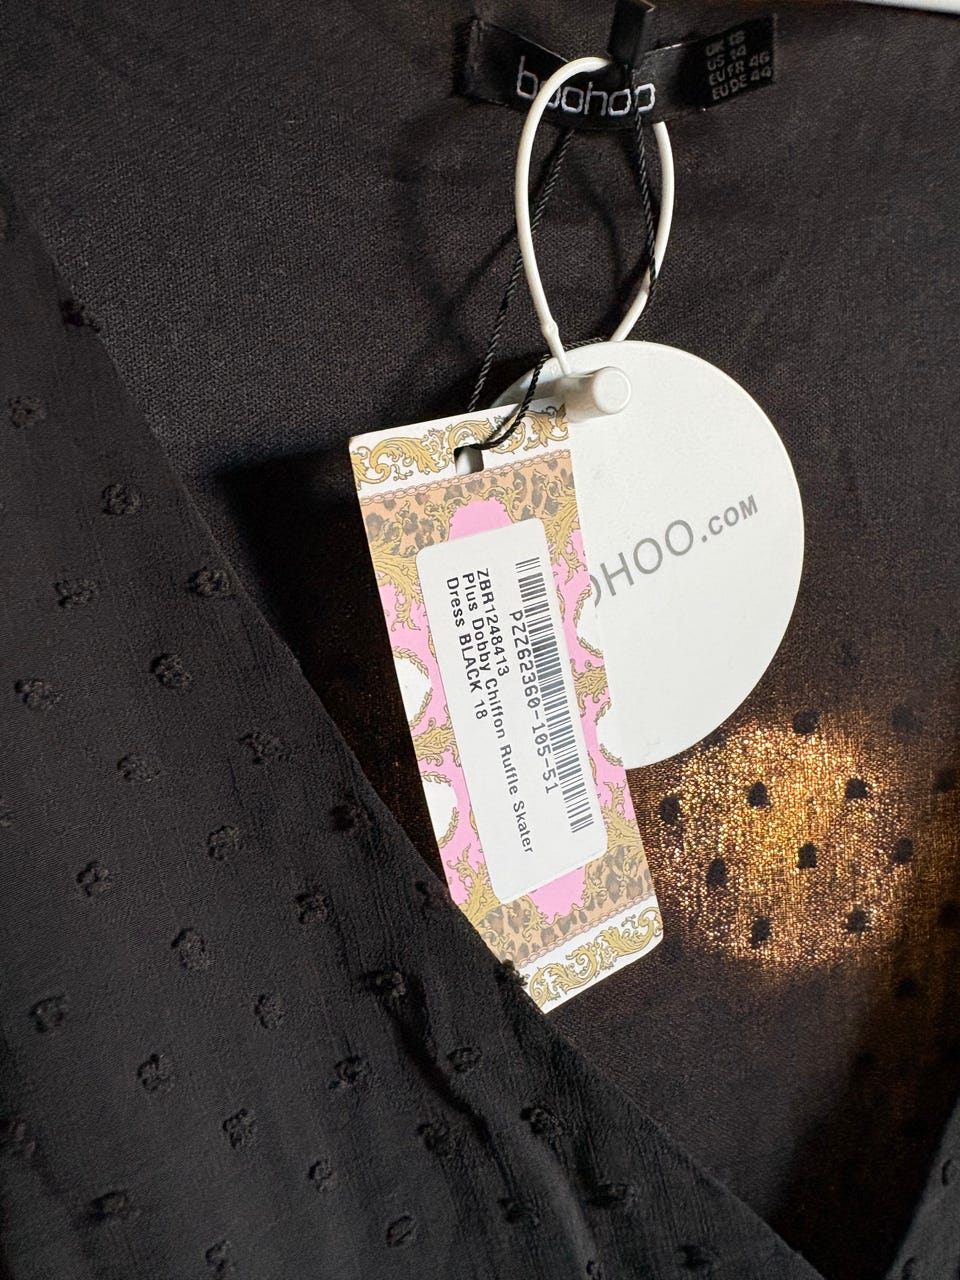 boohoo
UK 18
US 14
EU FR 46
EU DE 44
OHOO.COM
PZZ62360-105-51
ZBR1248413
Plus Dobby Chiffon Ruffle Skater
Dress BLACK 18